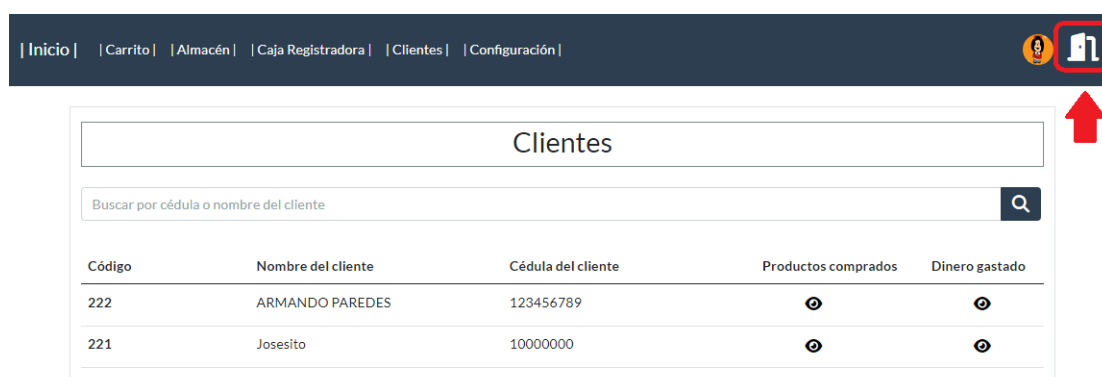 | Inicio | | Carrito | | Almacén | | Caja Registradora | | Clientes | | Configuración |
Clientes
Buscar por cédula o nombre del cliente
Código Nombre del cliente Cédula del cliente Productos comprados Dinero gastado
222 ARMANDO PAREDES 123456789
221 Josesito 10000000